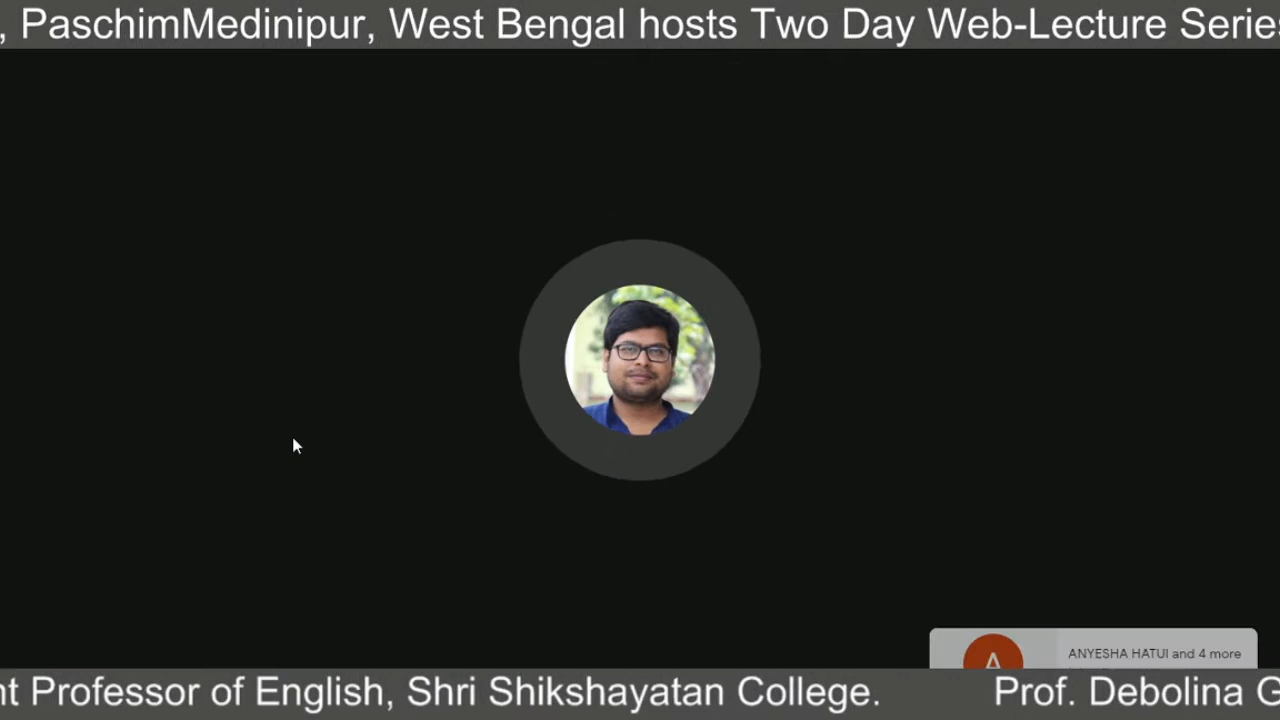 , PaschimMedinipur, West Bengal hosts Two Day Web-Lecture Series
A
ANYESHA HATUI and 4 more
nt Professor of English, Shri Shikshayatan College. Prof. Debolina G